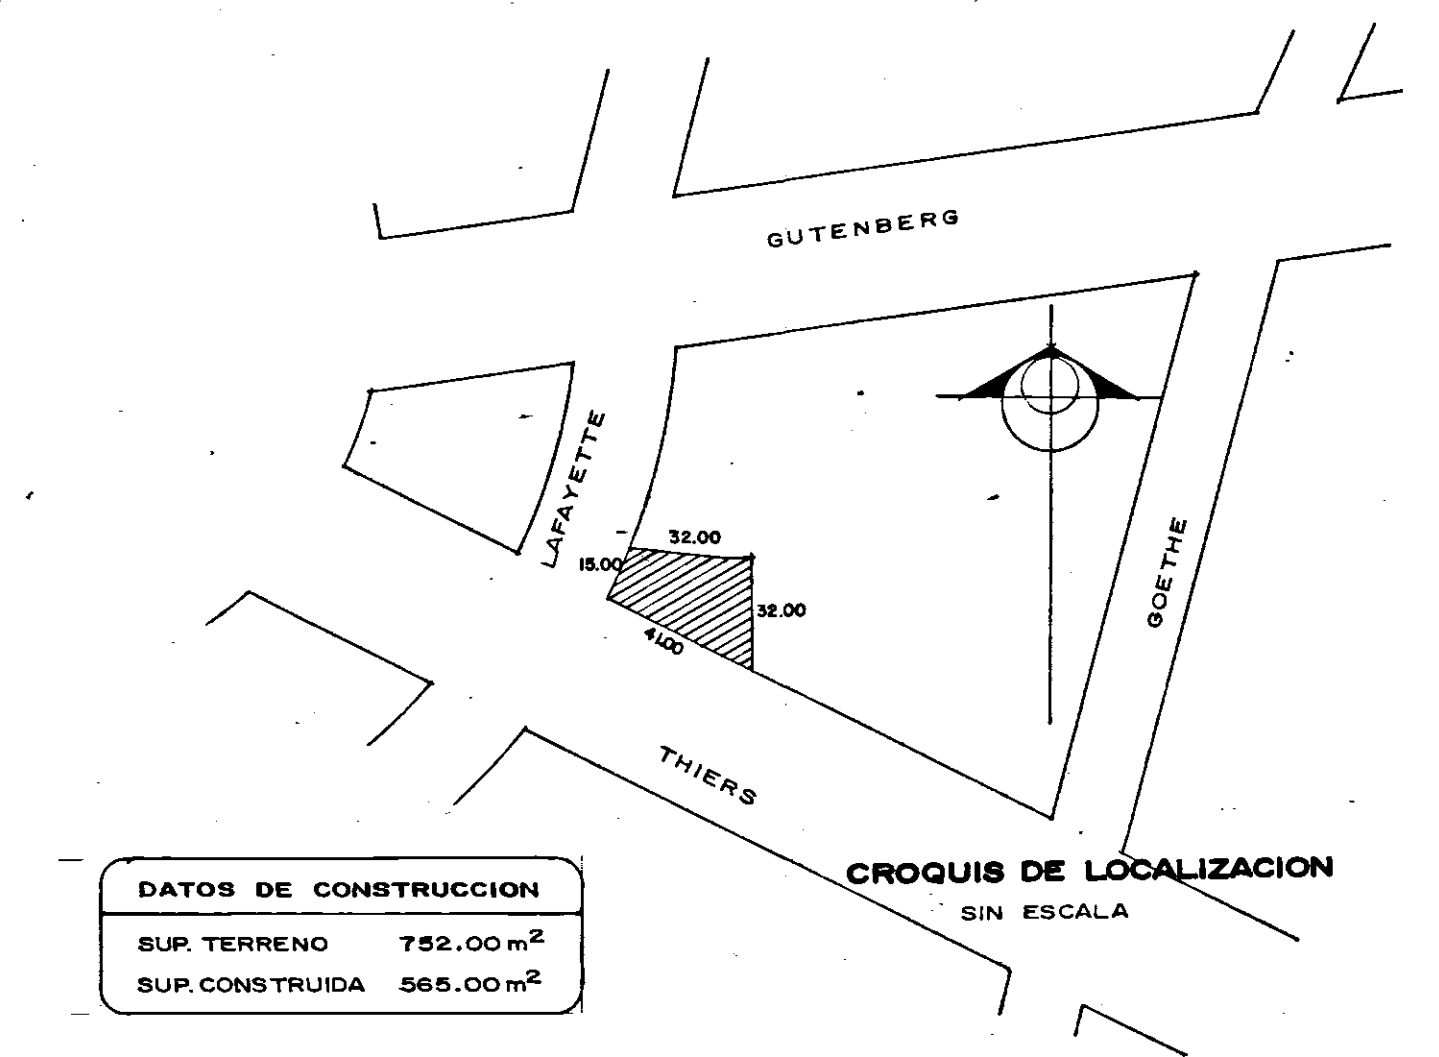 GUTENBERG
LAFAYETTE
32.00
15.00
32.00
41.00
GOETHE
THIERS
CROQUIS DE LOCALIZACION
SIN ESCALA
DATOS DE CONSTRUCCION
SUP. TERRENO 752.00 m²
SUP. CONSTRUIDA 565.00 m²